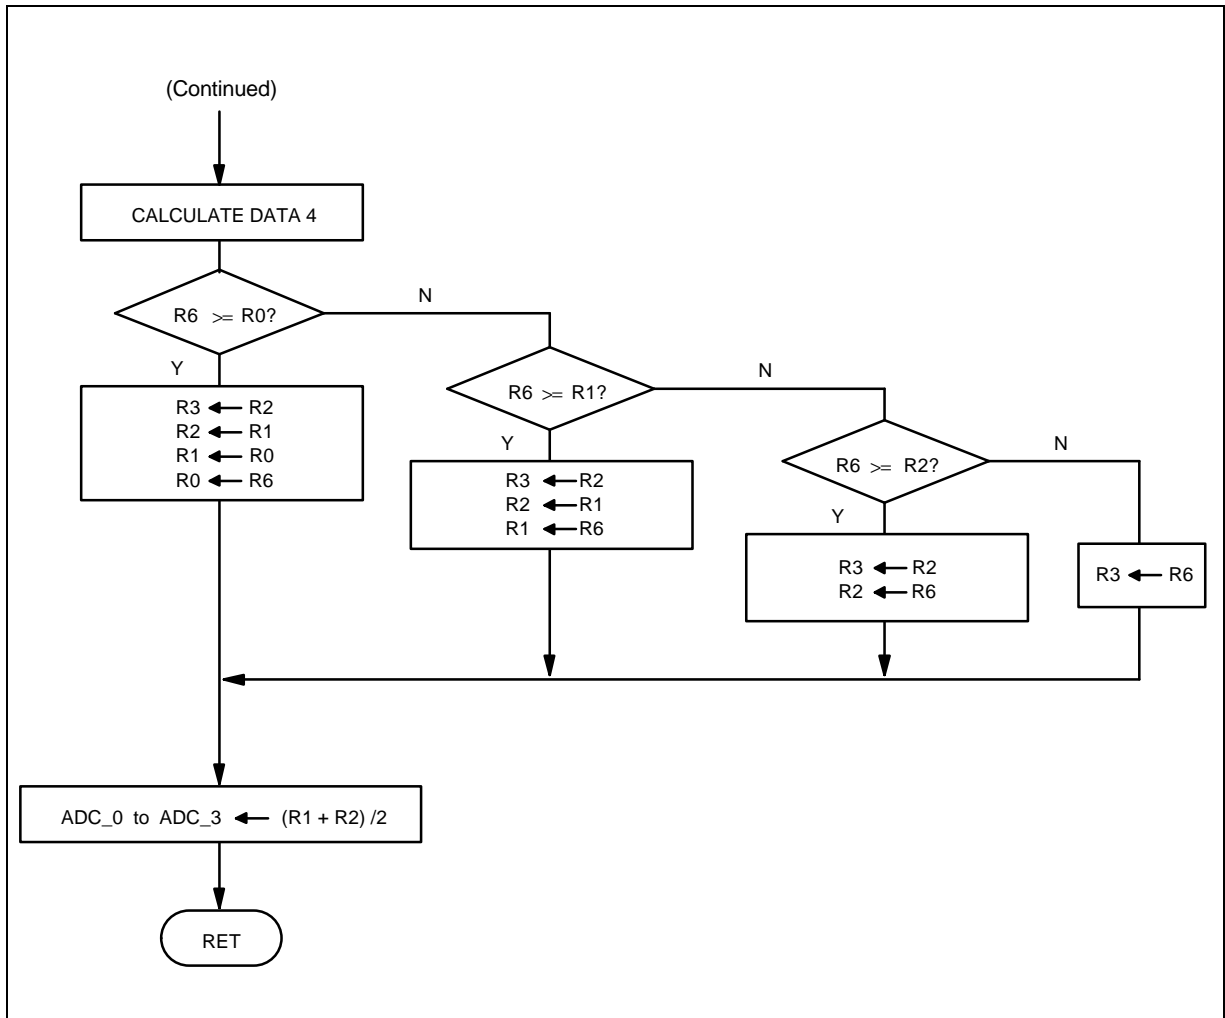 (Continued)
CALCULATE DATA 4
R6 >= R0?
N
Y
R3 ← R2
R2 ← R1
R1 ← R0
R0 ← R6
R6 >= R1?
N
Y
R3 ← R2
R2 ← R1
R1 ← R6
R6 >= R2?
N
Y
R3 ← R2
R2 ← R6
R3 ← R6
ADC_0 to ADC_3 ← (R1 + R2) /2
RET